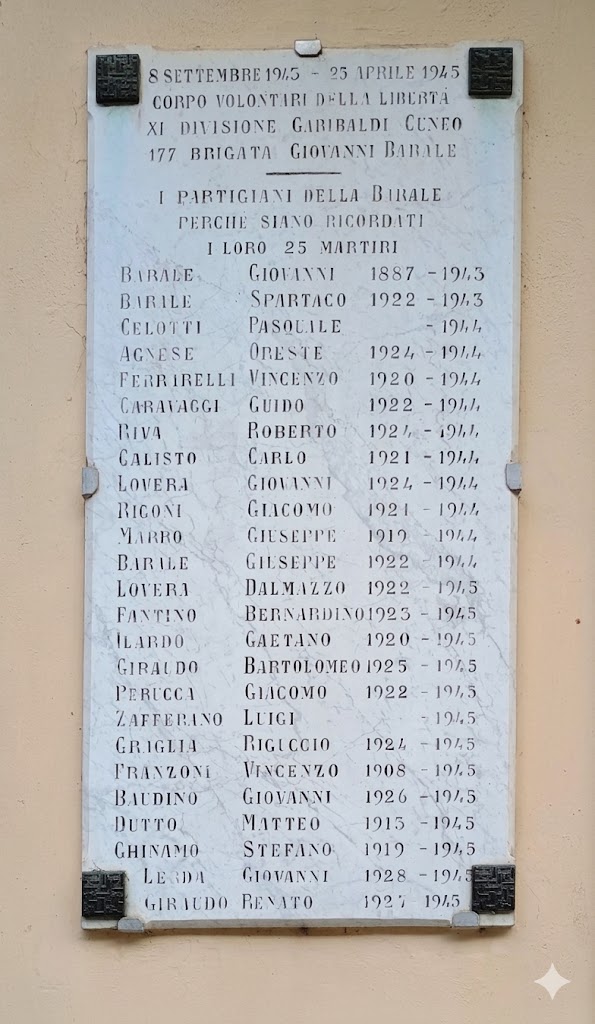 8 SETTEMBRE 1943 - 25 APRILE 1945
CORPO VOLONTARI DELLA LIBERTÀ
XI DIVISIONE GARIBALDI CUNEO
177 BRIGATA GIOVANNI BARALE
I PARTIGIANI DELLA BARALE
PERCHÈ SIANO RICORDATI
I LORO 25 MARTIRI
BARALE GIOVANNI 1887 - 1943
BARALE SPARTACO 1922 - 1943
CELOTTI PASQUALE - 1944
AGNESE ORESTE 1924 - 1944
FERRARELLI VINCENZO 1920 - 1944
CARAVAGGI GUIDO 1922 - 1944
RIVA ROBERTO 1924 - 1944
CALISTO CARLO 1921 - 1944
LOVERA GIOVANNI 1924 - 1944
RIGONI GIACOMO 1921 - 1944
MARRO GIUSEPPE 1919 - 1944
BARALE GIUSEPPE 1922 - 1944
LOVERA DALMAZZO 1922 - 1945
FANTINO BERNARDINO 1923 - 1945
ILARDO GAETANO 1920 - 1945
GIRAUDO BARTOLOMEO 1925 - 1945
PERUCCA GIACOMO 1922 - 1945
ZAFFERANO LUIGI - 1945
GRAGLIA RIGUCCIO 1924 - 1945
FRANZONI VINCENZO 1908 - 1945
BAUDINO GIOVANNI 1926 - 1945
DUTTO MATTEO 1913 - 1945
GHINAMO STEFANO 1919 - 1945
LERDA GIOVANNI 1928 - 1945
GIRAUDO RENATO 1927 1945